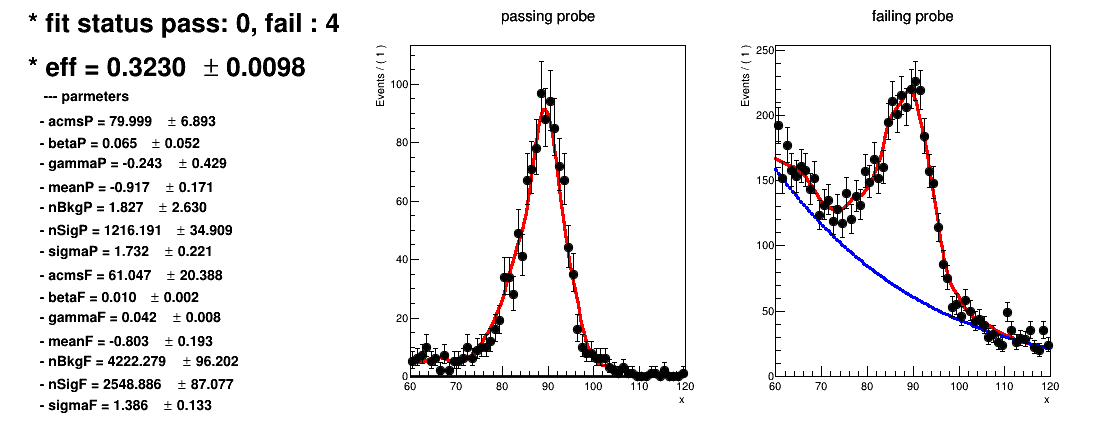 * fit status pass: 0, fail : 4
* eff = 0.3230 ± 0.0098
--- parmeters
- acmsP = 79.999 ± 6.893
- betaP = 0.065 ± 0.052
- gammaP = -0.243 ± 0.429
- meanP = -0.917 ± 0.171
- nBkgP = 1.827 ± 2.630
- nSigP = 1216.191 ± 34.909
- sigmaP = 1.732 ± 0.221
- acmsF = 61.047 ± 20.388
- betaF = 0.010 ± 0.002
- gammaF = 0.042 ± 0.008
- meanF = -0.803 ± 0.193
- nBkgF = 4222.279 ± 96.202
- nSigF = 2548.886 ± 87.077
- sigmaF = 1.386 ± 0.133
passing probe
Events / ( 1 )
100
80
60
40
20
0
60 70 80 90 100 110 120
x
failing probe
Events / ( 1 )
250
200
150
100
50
0
60 70 80 90 100 110 120
x